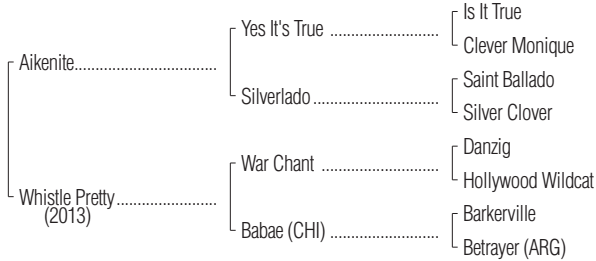 Is It True
Yes It's True ........................
Clever Monique
Aikenite................................
Saint Ballado
Silverlado............................
Silver Clover
Danzig
War Chant ..........................
Hollywood Wildcat
Whistle Pretty......................
(2013)
Barkerville
Babae (CHI) ........................
Betrayer (ARG)